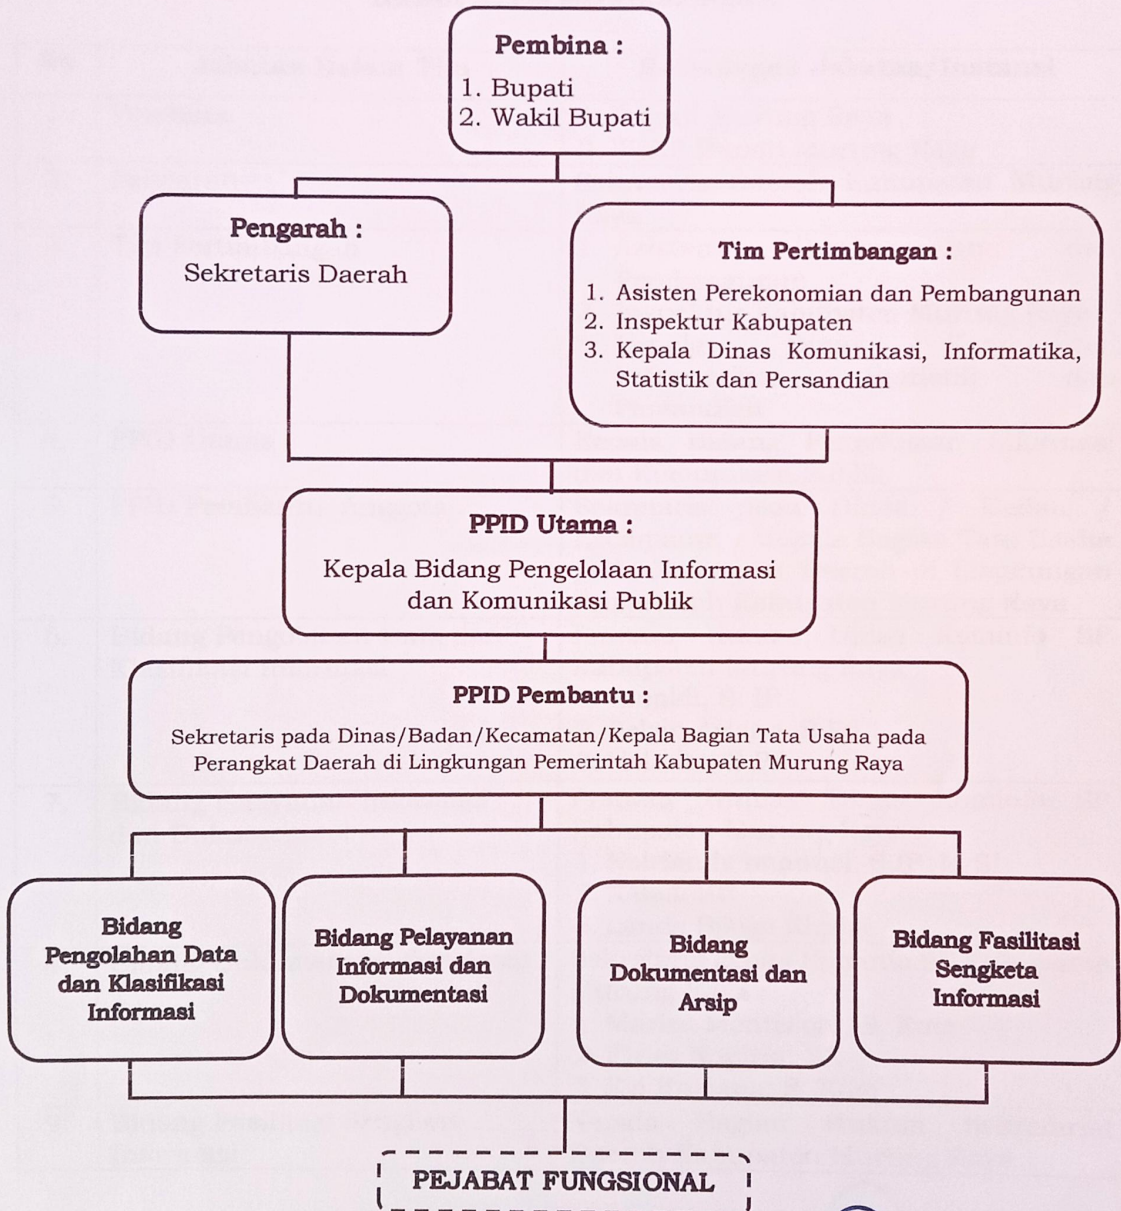 Pembina :
1. Bupati
2. Wakil Bupati
Pengarah :
Sekretaris Daerah
Tim Pertimbangan :
1. Asisten Perekonomian dan Pembangunan
2. Inspektur Kabupaten
3. Kepala Dinas Komunikasi, Informatika,
Statistik dan Persandian
PPID Utama :
Kepala Bidang Pengelolaan Informasi
dan Komunikasi Publik
PPID Pembantu :
Sekretaris pada Dinas/Badan/Kecamatan/Kepala Bagian Tata Usaha pada
Perangkat Daerah di Lingkungan Pemerintah Kabupaten Murung Raya
Bidang
Pengolahan Data
dan Klasifikasi
Informasi
Bidang Pelayanan
Informasi dan
Dokumentasi
Bidang
Dokumentasi dan
Arsip
Bidang Fasilitasi
Sengketa
Informasi
PEJABAT FUNGSIONAL